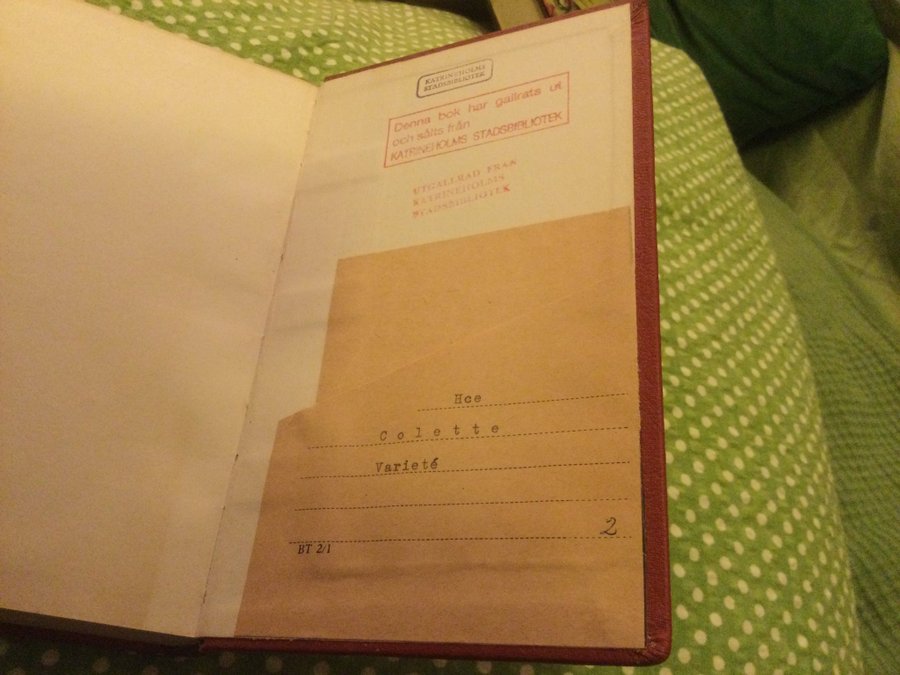 KATRINEHOLMS
STADSBIBLIOTEK
Denna bok har gallrats ut
och sålts från
KATRINEHOLMS STADSBIBLIOTEK
UTGALLRAD FRÅN
KATRINEHOLMS
STADSBIBLIOTEK
Hce
Colette
Varieté
2
BT 2/1